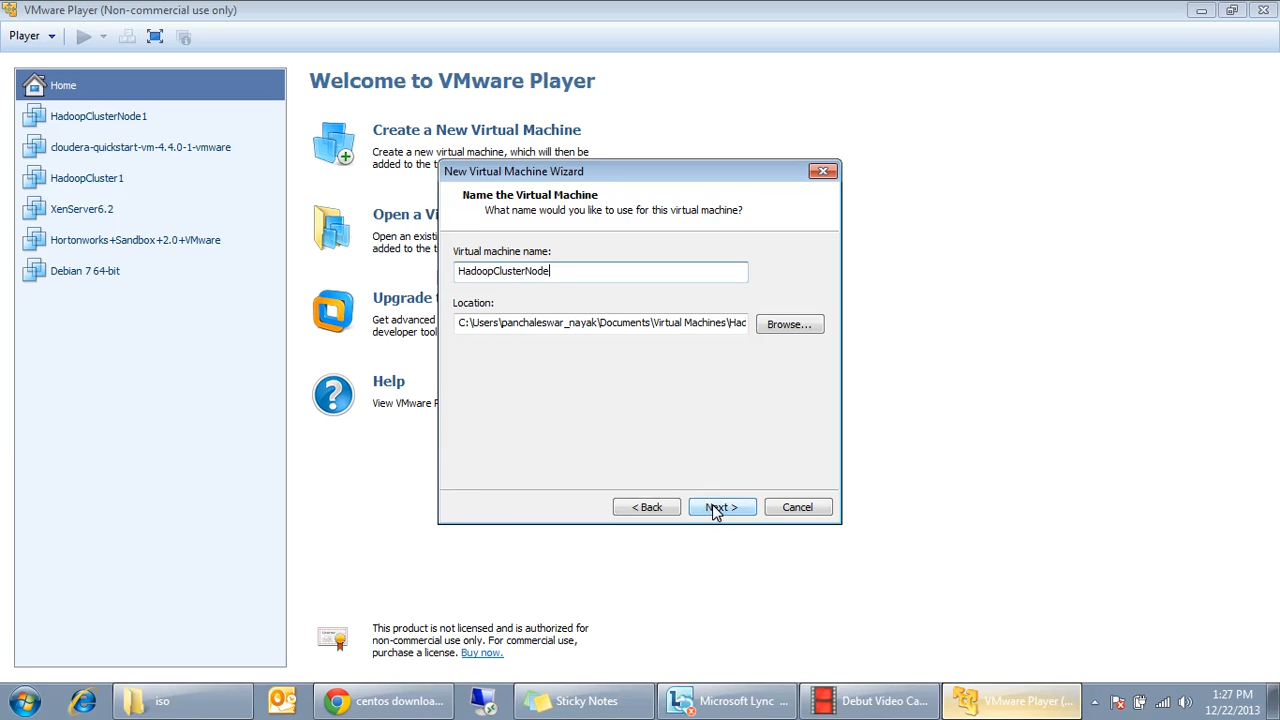 VMware Player (Non-commercial use only)
Player
Home
HadoopClusterNode1
cloudera-quickstart-vm-4.4.0-1-vmware
HadoopCluster1
XenServer6.2
Hortonworks+Sandbox+2.0+VMware
Debian 7 64-bit
Welcome to VMware Player
Create a New Virtual Machine
Create a new virtual machine, which will then be
added to the t
Open a Vi
Open an exist
added to the t
Upgrade t
Get advanced
developer tool
Help
View VMware P
New Virtual Machine Wizard
Name the Virtual Machine
What name would you like to use for this virtual machine?
Virtual machine name:
HadoopClusterNode
Location:
C:\Users\panchaleswar_nayak\Documents\Virtual Machines\Had
Browse...
< Back
Next >
Cancel
This product is not licensed and is authorized for
non-commercial use only. For commercial use,
purchase a license. Buy now.
iso
centos downloa...
Sticky Notes
Microsoft Lync ...
Debut Video Ca...
VMware Player (...
1:27 PM
12/22/2013